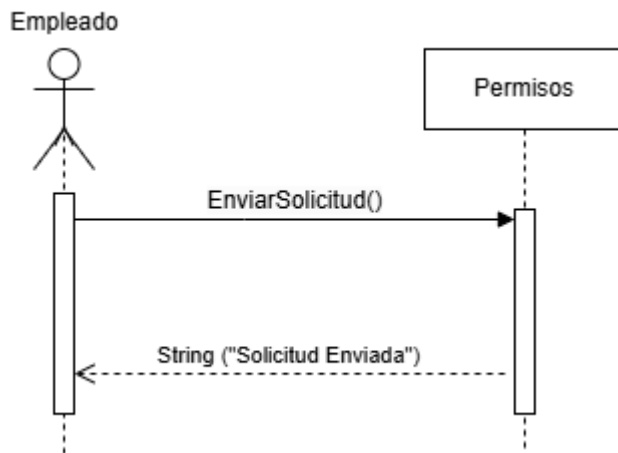 Empleado
Permisos
EnviarSolicitud()
String ("Solicitud Enviada")